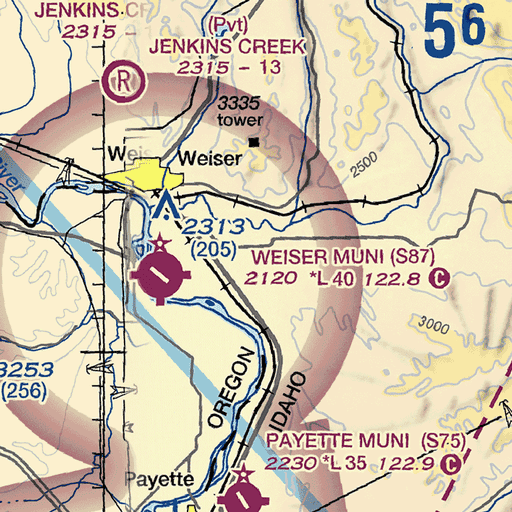 JENKINS CR
2315 -
(Pvt)
JENKINS CREEK
2315 - 13
R
5⁶
3335
tower
Weis
Weiser
2500
2313
(205)
WEISER MUNI (S87)
2120 *L 40 122.8 C
3000
3253
(256)
OREGON
IDAHO
PAYETTE MUNI (S75)
2230 *L 35 122.9 C
Payette